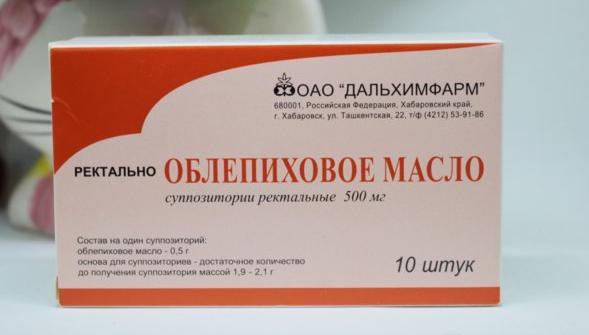 ОАО "ДАЛЬХИМФАРМ"
680001, Российская Федерация, Хабаровский край,
г. Хабаровск, ул. Ташкентская, 22, т/ф (4212) 53-91-86
РЕКТАЛЬНО ОБЛЕПИХОВОЕ МАСЛО
суппозитории ректальные 500 мг
Состав на один суппозиторий:
облепиховое масло - 0,5 г
основа для суппозиториев - достаточное количество
до получения суппозитория массой 1,9 - 2,1 г
10 штук